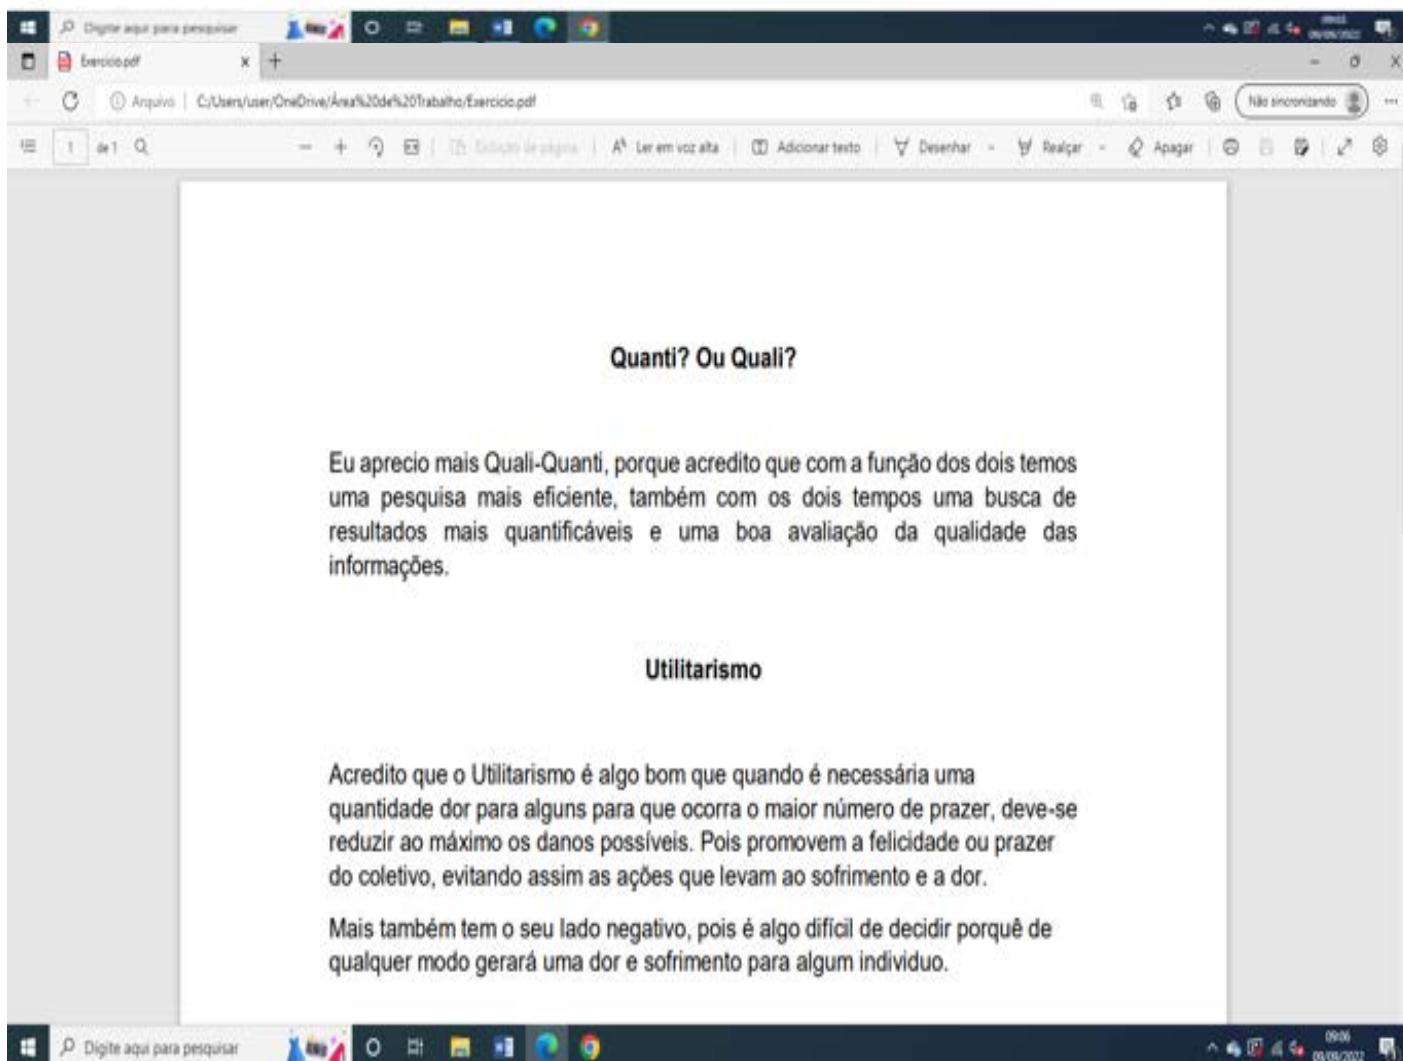 Digite aqui para pesquisar
Exercicio.pdf
Arquivo | C:/Users/user/OneDrive/Área%20de%20Trabalho/Exercicio.pdf
Não sincronizando
1 de 1
Ler em voz alta | Adicionar texto | Desenhar | Realçar | Apagar
Quanti? Ou Quali?
Eu aprecio mais Quali-Quanti, porque acredito que com a função dos dois temos
uma pesquisa mais eficiente, também com os dois tempos uma busca de
resultados mais quantificáveis e uma boa avaliação da qualidade das
informações.
Utilitarismo
Acredito que o Utilitarismo é algo bom que quando é necessária uma
quantidade dor para alguns para que ocorra o maior número de prazer, deve-se
reduzir ao máximo os danos possíveis. Pois promovem a felicidade ou prazer
do coletivo, evitando assim as ações que levam ao sofrimento e a dor.
Mais também tem o seu lado negativo, pois é algo difícil de decidir porquê de
qualquer modo gerará uma dor e sofrimento para algum individuo.
Digite aqui para pesquisar
09:06
09/09/2022